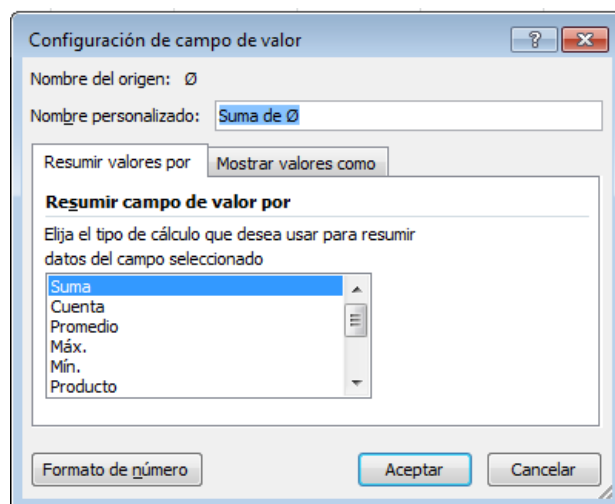 Configuración de campo de valor
Nombre del origen: Ø
Nombre personalizado: Suma de Ø
Resumir valores por Mostrar valores como
Resumir campo de valor por
Elija el tipo de cálculo que desea usar para resumir
datos del campo seleccionado
Suma
Cuenta
Promedio
Máx.
Mín.
Producto
Formato de número Aceptar Cancelar